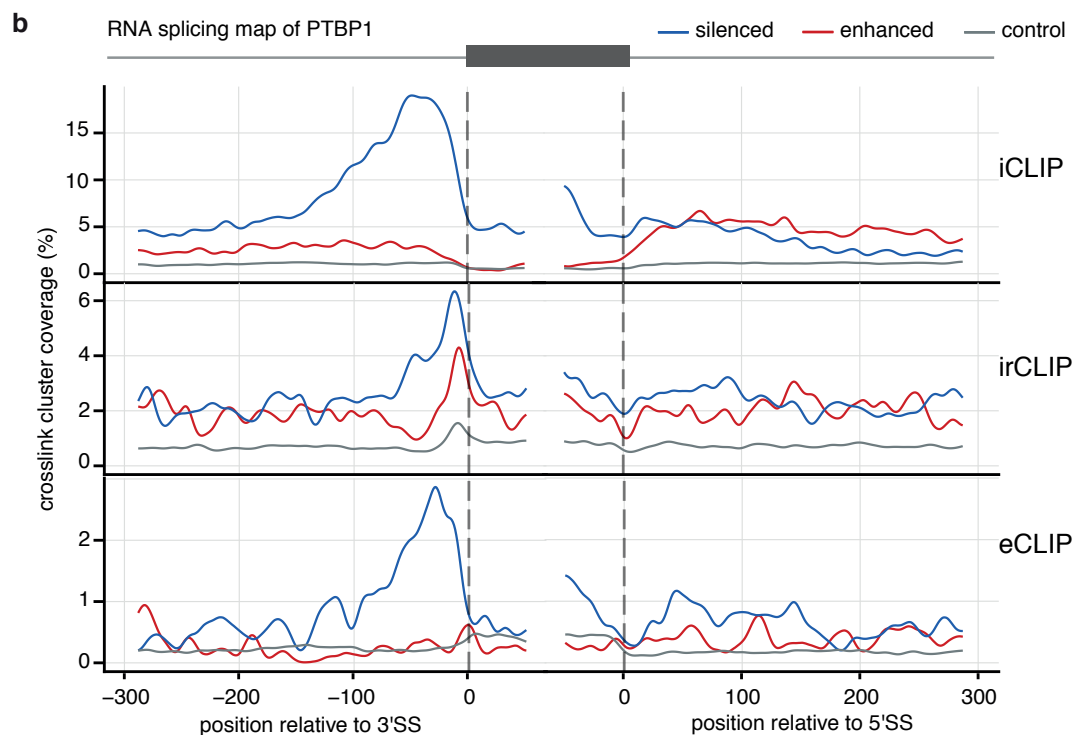 b
RNA splicing map of PTBP1
silenced
enhanced
control
crosslink cluster coverage (%)
15
10
5
0
iCLIP
6
4
2
0
irCLIP
2
1
0
eCLIP
−300
−200
−100
0
0
100
200
300
position relative to 3'SS
position relative to 5'SS